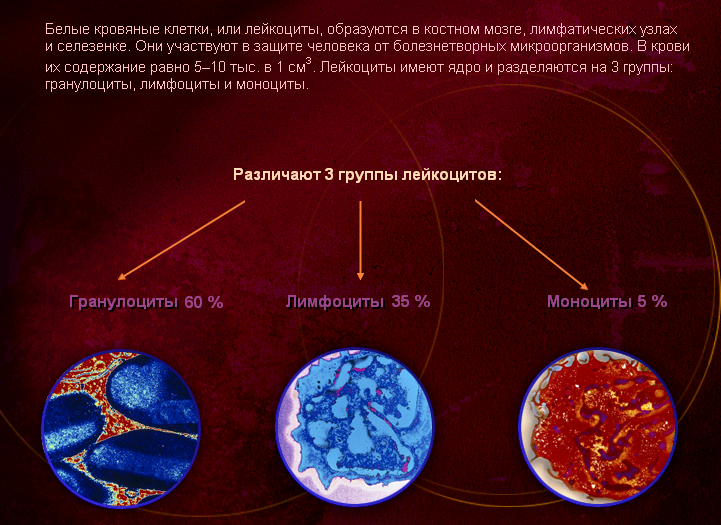 Белые кровяные клетки, или лейкоциты, образуются в костном мозге, лимфатических узлах
и селезенке. Они участвуют в защите человека от болезнетворных микроорганизмов. В крови
их содержание равно 5–10 тыс. в 1 см³. Лейкоциты имеют ядро и разделяются на 3 группы:
гранулоциты, лимфоциты и моноциты.
Различают 3 группы лейкоцитов:
Гранулоциты 60 %
Лимфоциты 35 %
Моноциты 5 %